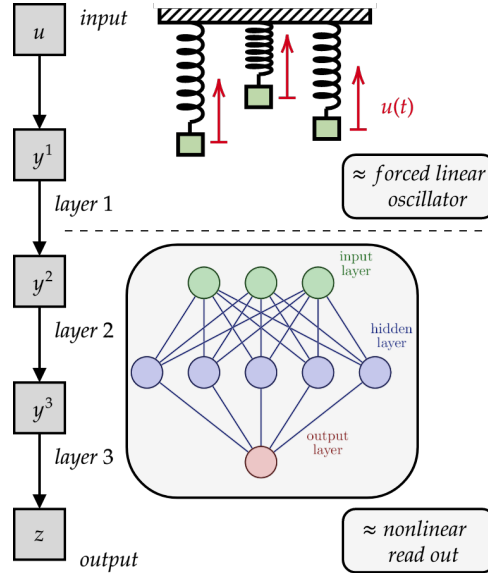 u
input
u(t)
y¹
≈ forced linear
oscillator
layer 1
y²
input
layer
layer 2
hidden
layer
y³
output
layer
layer 3
z
≈ nonlinear
read out
output